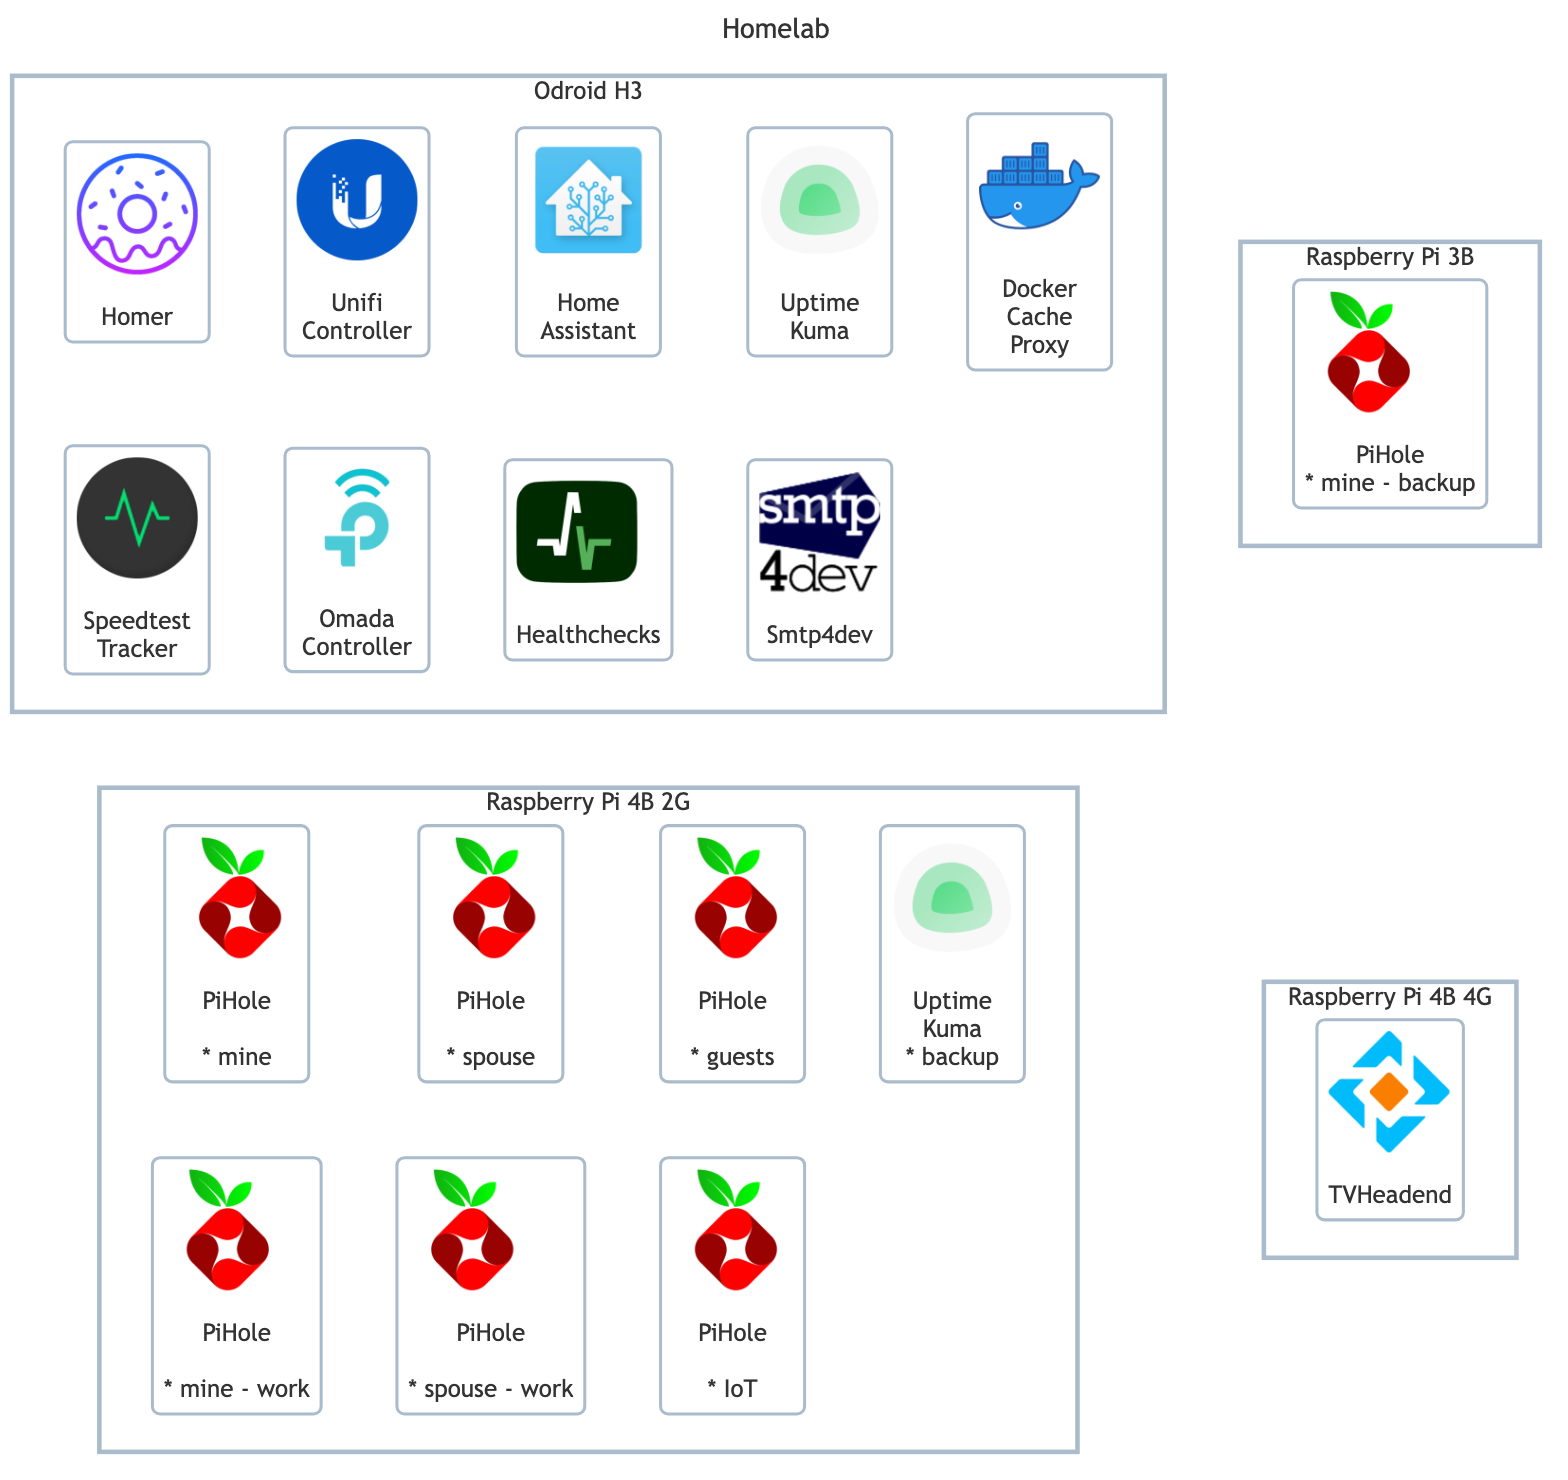 Homelab
Odroid H3
Homer
Unifi
Controller
Home
Assistant
Uptime
Kuma
Docker
Cache
Proxy
Speedtest
Tracker
Omada
Controller
Healthchecks
smtp
4dev
Smtp4dev
Raspberry Pi 3B
PiHole
* mine - backup
Raspberry Pi 4B 2G
PiHole
* mine
PiHole
* spouse
PiHole
* guests
Uptime
Kuma
* backup
PiHole
* mine - work
PiHole
* spouse - work
PiHole
* IoT
Raspberry Pi 4B 4G
TVHeadend